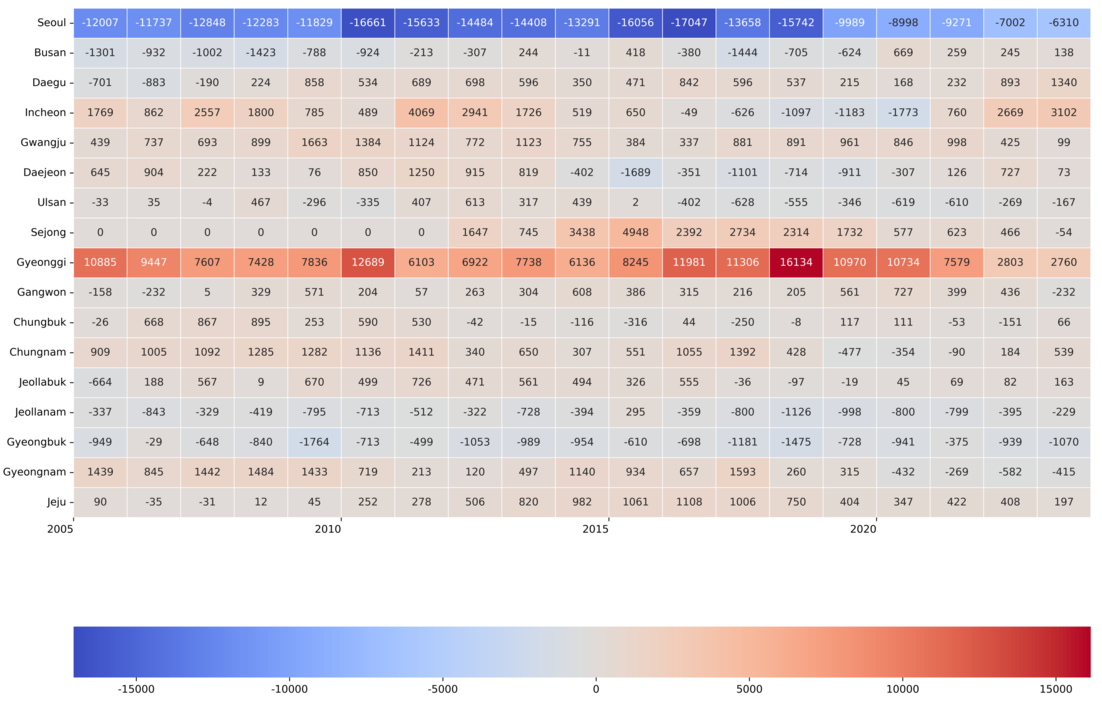 Seoul -12007 -11737 -12848 -12283 -11829 -16661 -15633 -14484 -14408 -13291 -16056 -17047 -13658 -15742 -9989 -8998 -9271 -7002 -6310
Busan -1301 -932 -1002 -1423 -788 -924 -213 -307 244 -11 418 -380 -1444 -705 -624 669 259 245 138
Daegu -701 -883 -190 224 858 534 689 698 596 350 471 842 596 537 215 168 232 893 1340
Incheon 1769 862 2557 1800 785 489 4069 2941 1726 519 650 -49 -626 -1097 -1183 -1773 760 2669 3102
Gwangju 439 737 693 899 1663 1384 1124 772 1123 755 384 337 881 891 961 846 998 425 99
Daejeon 645 904 222 133 76 850 1250 915 819 -402 -1689 -351 -1101 -714 -911 -307 126 727 73
Ulsan -33 35 -4 467 -296 -335 407 613 317 439 2 -402 -628 -555 -346 -619 -610 -269 -167
Sejong 0 0 0 0 0 0 0 1647 745 3438 4948 2392 2734 2314 1732 577 623 466 -54
Gyeonggi 10885 9447 7607 7428 7836 12689 6103 6922 7738 6136 8245 11981 11306 16134 10970 10734 7579 2803 2760
Gangwon -158 -232 5 329 571 204 57 263 304 608 386 315 216 205 561 727 399 436 -232
Chungbuk -26 668 867 895 253 590 530 -42 -15 -116 -316 44 -250 -8 117 111 -53 -151 66
Chungnam 909 1005 1092 1285 1282 1136 1411 340 650 307 551 1055 1392 428 -477 -354 -90 184 539
Jeollabuk -664 188 567 9 670 499 726 471 561 494 326 555 -36 -97 -19 45 69 82 163
Jeollanam -337 -843 -329 -419 -795 -713 -512 -322 -728 -394 295 -359 -800 -1126 -998 -800 -799 -395 -229
Gyeongbuk -949 -29 -648 -840 -1764 -713 -499 -1053 -989 -954 -610 -698 -1181 -1475 -728 -941 -375 -939 -1070
Gyeongnam 1439 845 1442 1484 1433 719 213 120 497 1140 934 657 1593 260 315 -432 -269 -582 -415
Jeju 90 -35 -31 12 45 252 278 506 820 982 1061 1108 1006 750 404 347 422 408 197
2005 2010 2015 2020
-15000 -10000 -5000 0 5000 10000 15000